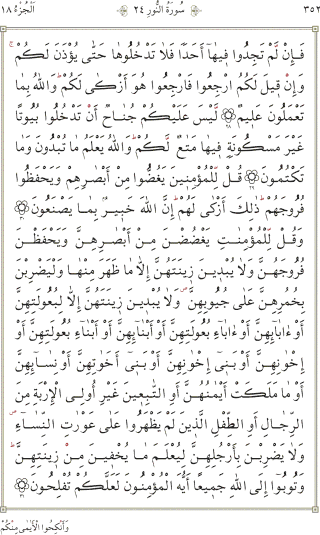 ٱلْجُزْءُ ١٨ سُورَةُ النُّورِ ٢٤ ٣٥٢
فَإِن لَّمْ تَجِدُوا۟ فِيهَآ أَحَدًا فَلَا تَدْخُلُوهَا حَتَّىٰ يُؤْذَنَ لَكُمْ ۖ
وَإِن قِيلَ لَكُمُ ٱرْجِعُوا۟ فَٱرْجِعُوا۟ ۖ هُوَ أَزْكَىٰ لَكُمْ ۚ وَٱللَّهُ بِمَا
تَعْمَلُونَ عَلِيمٌ ۝٢٨ لَّيْسَ عَلَيْكُمْ جُنَاحٌ أَن تَدْخُلُوا۟ بُيُوتًا
غَيْرَ مَسْكُونَةٍ فِيهَا مَتَٰعٌ لَّكُمْ ۚ وَٱللَّهُ يَعْلَمُ مَا تُبْدُونَ وَمَا
تَكْتُمُونَ ۝٢٩ قُل لِّلْمُؤْمِنِينَ يَغُضُّوا۟ مِنْ أَبْصَٰرِهِمْ وَيَحْفَظُوا۟
فُرُوجَهُمْ ۚ ذَٰلِكَ أَزْكَىٰ لَهُمْ ۗ إِنَّ ٱللَّهَ خَبِيرٌۢ بِمَا يَصْنَعُونَ ۝٣٠
وَقُل لِّلْمُؤْمِنَٰتِ يَغْضُضْنَ مِنْ أَبْصَٰرِهِنَّ وَيَحْفَظْنَ
فُرُوجَهُنَّ وَلَا يُبْدِينَ زِينَتَهُنَّ إِلَّا مَا ظَهَرَ مِنْهَا ۖ وَلْيَضْرِبْنَ
بِخُمُرِهِنَّ عَلَىٰ جُيُوبِهِنَّ ۖ وَلَا يُبْدِينَ زِينَتَهُنَّ إِلَّا لِبُعُولَتِهِنَّ
أَوْ ءَابَآئِهِنَّ أَوْ ءَابَآءِ بُعُولَتِهِنَّ أَوْ أَبْنَآئِهِنَّ أَوْ أَبْنَآءِ بُعُولَتِهِنَّ أَوْ
إِخْوَٰنِهِنَّ أَوْ بَنِىٓ إِخْوَٰنِهِنَّ أَوْ بَنِىٓ أَخَوَٰتِهِنَّ أَوْ نِسَآئِهِنَّ
أَوْ مَا مَلَكَتْ أَيْمَٰنُهُنَّ أَوِ ٱلتَّٰبِعِينَ غَيْرِ أُو۟لِى ٱلْإِرْبَةِ مِنَ
ٱلرِّجَالِ أَوِ ٱلطِّفْلِ ٱلَّذِينَ لَمْ يَظْهَرُوا۟ عَلَىٰ عَوْرَٰتِ ٱلنِّسَآءِ ۖ
وَلَا يَضْرِبْنَ بِأَرْجُلِهِنَّ لِيُعْلَمَ مَا يُخْفِينَ مِن زِينَتِهِنَّ ۚ
وَتُوبُوٓا۟ إِلَى ٱللَّهِ جَمِيعًا أَيُّهَ ٱلْمُؤْمِنُونَ لَعَلَّكُمْ تُفْلِحُونَ ۝٣١
وَأَنكِحُوا۟ ٱلْأَيَٰمَىٰ مِنكُمْ